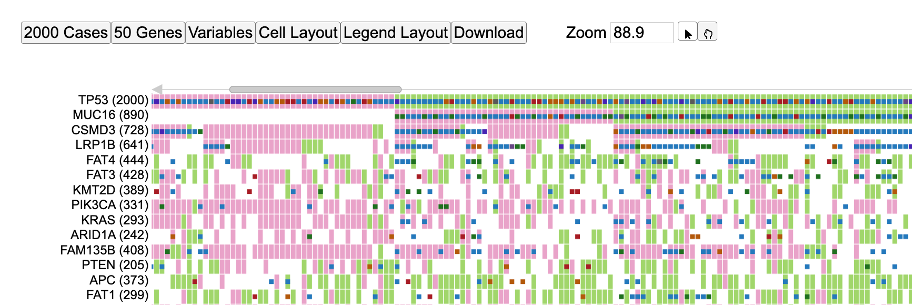 2000 Cases 50 Genes Variables Cell Layout Legend Layout Download Zoom 88.9
TP53 (2000)
MUC16 (890)
CSMD3 (728)
LRP1B (641)
FAT4 (444)
FAT3 (428)
KMT2D (389)
PIK3CA (331)
KRAS (293)
ARID1A (242)
FAM135B (408)
PTEN (205)
APC (373)
FAT1 (299)